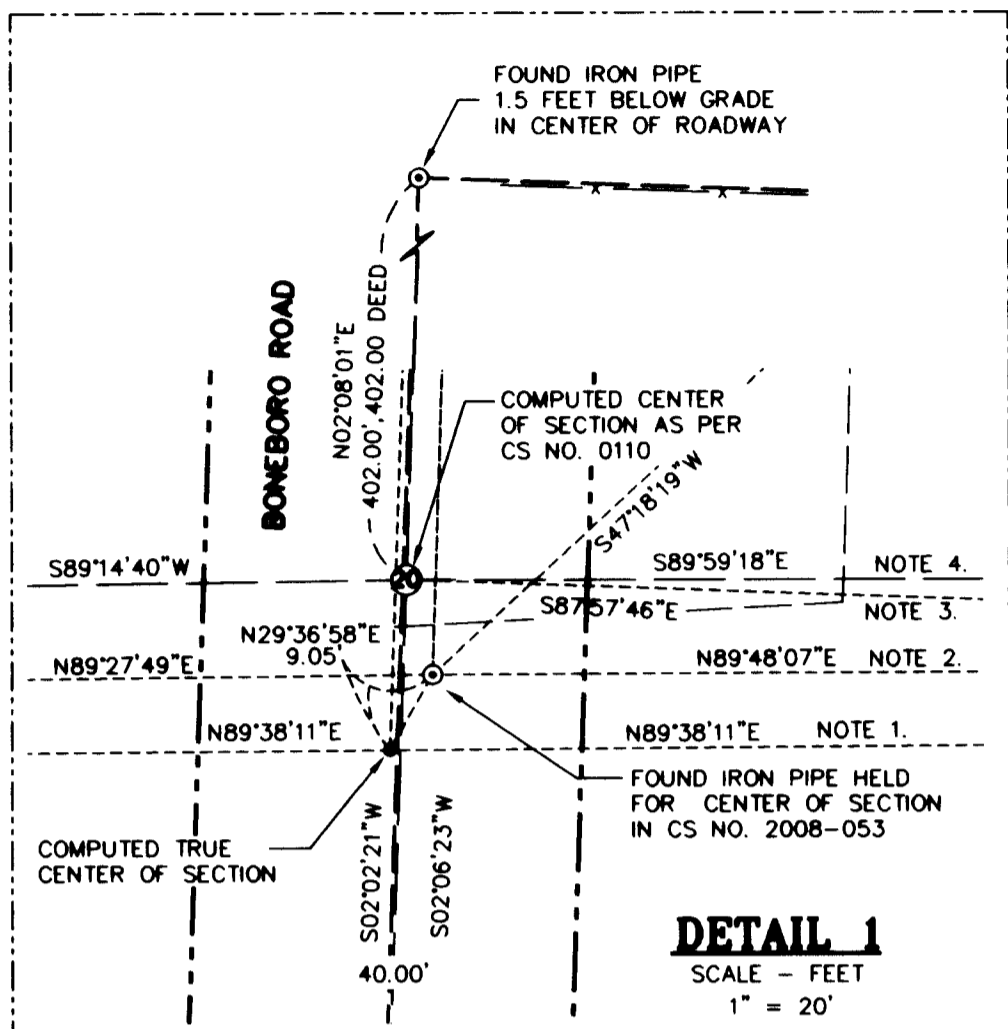 FOUND IRON PIPE
1.5 FEET BELOW GRADE
IN CENTER OF ROADWAY
BONEBORO ROAD
N02°08'01"E
402.00', 402.00 DEED
COMPUTED CENTER
OF SECTION AS PER
CS NO. 0110
S47°18'19"W
S89°14'40"W
20
S89°59'18"E
NOTE 4.
S87°57'46"E
NOTE 3.
N29°36'58"E
9.05'
N89°27'49"E
N89°48'07"E
NOTE 2.
N89°38'11"E
N89°38'11"E
NOTE 1.
FOUND IRON PIPE HELD
FOR CENTER OF SECTION
IN CS NO. 2008-053
COMPUTED TRUE
CENTER OF SECTION
S02°02'21"W
S02°06'23"W
40.00'
DETAIL 1
SCALE - FEET
1" = 20'